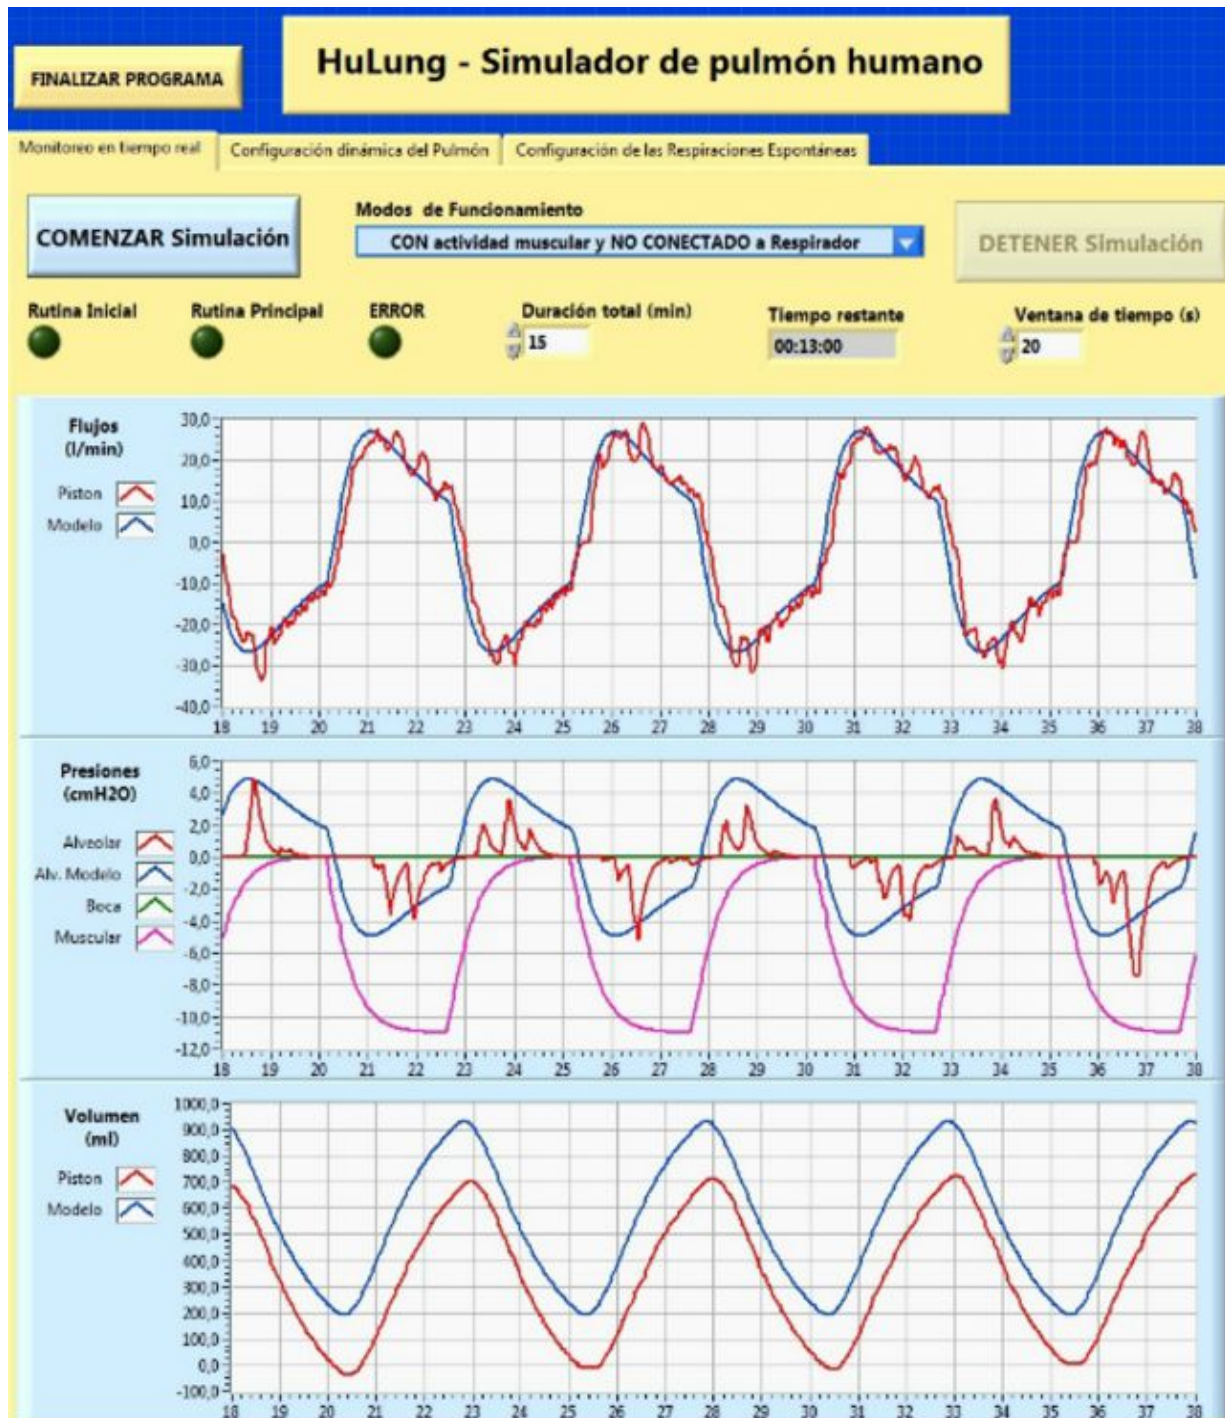 HuLung - Simulador de pulmón humano
FINALIZAR PROGRAMA
Monitoreo en tiempo real
Configuración dinámica del Pulmón
Configuración de las Respiraciones Espontáneas
COMENZAR Simulación
Modos de Funcionamiento
CON actividad muscular y NO CONECTADO a Respirador
DETENER Simulación
Rutina Inicial
Rutina Principal
ERROR
Duración total (min)
15
Tiempo restante
00:13:00
Ventana de tiempo (s)
20
Flujos
(l/min)
Piston
Modelo
30,0
20,0
10,0
0,0
-10,0
-20,0
-30,0
-40,0
18 19 20 21 22 23 24 25 26 27 28 29 30 31 32 33 34 35 36 37 38
Presiones
(cmH2O)
Alveolar
Alv. Modelo
Boca
Muscular
6,0
4,0
2,0
0,0
-2,0
-4,0
-6,0
-8,0
-10,0
-12,0
18 19 20 21 22 23 24 25 26 27 28 29 30 31 32 33 34 35 36 37 38
Volumen
(ml)
Piston
Modelo
1000,0
900,0
800,0
700,0
600,0
500,0
400,0
300,0
200,0
100,0
0,0
-100,0
18 19 20 21 22 23 24 25 26 27 28 29 30 31 32 33 34 35 36 37 38